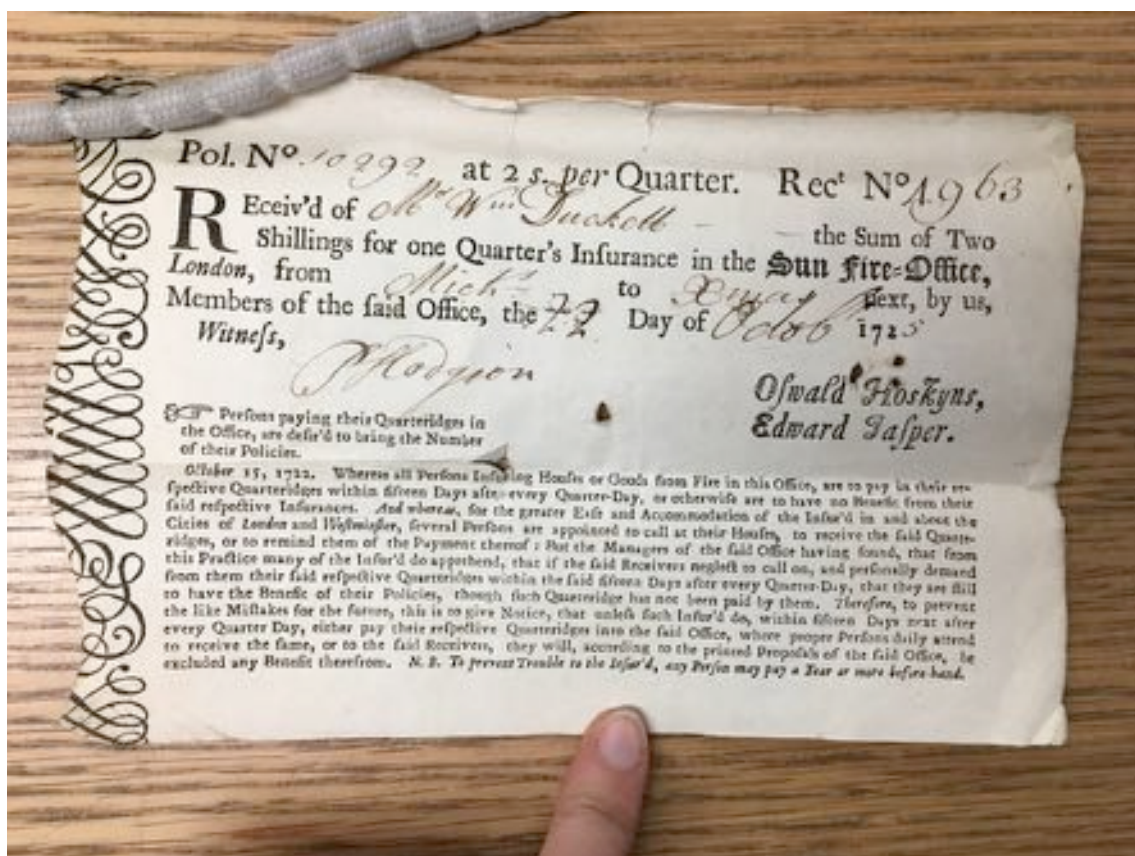 Pol. Nº. 10292 at 2 s. per Quarter. Recᵗ Nº 1963
REceiv'd of Mʳ Wᵐ Duckett — the Sum of Two
Shillings for one Quarter's Inſurance in the Sun Fire-Office,
London, from Michˢ to Xmas next, by us,
Members of the ſaid Office, the 22 Day of Octob 1725
Witneſs,
Hodgson
Oſwald Hoſkyns,
Edward Jaſper.
☞ Perſons paying their Quarteridges in
the Office, are deſir'd to bring the Number
of their Policies.
October 15, 1722. Whereas all Perſons Inſuring Houſes or Goods from Fire in this Office, are to pay in their re-
ſpective Quarteridges within fifteen Days after every Quarter-Day, or otherwiſe are to have no Benefit from their
ſaid reſpective Inſurances. And whereas, for the greater Eaſe and Accommodation of the Inſur'd in and about the
Cities of London and Weſtminſter, ſeveral Perſons are appointed to call at their Houſes, to receive the ſaid Quarte-
ridges, or to remind them of the Payment thereof: But the Managers of the ſaid Office having found, that from
this Practice many of the Inſur'd do apprehend, that if the ſaid Receivers neglect to call on, and perſonally demand
from them their ſaid reſpective Quarteridges within the ſaid fifteen Days after every Quarter-Day, that they are ſtill
to have the Benefit of their Policies, though ſuch Quarteridge has not been paid by them. Therefore, to prevent
the like Miſtakes for the future, this is to give Notice, that unleſs ſuch Inſur'd do, within fifteen Days next after
every Quarter Day, either pay their reſpective Quarteridges into the ſaid Office, where proper Perſons daily attend
to receive the ſame, or to the ſaid Receivers, they will, according to the printed Propoſals of the ſaid Office, be
excluded any Benefit therefrom. N. B. To prevent Trouble to the Inſur'd, any Perſon may pay a Year or more before-hand.